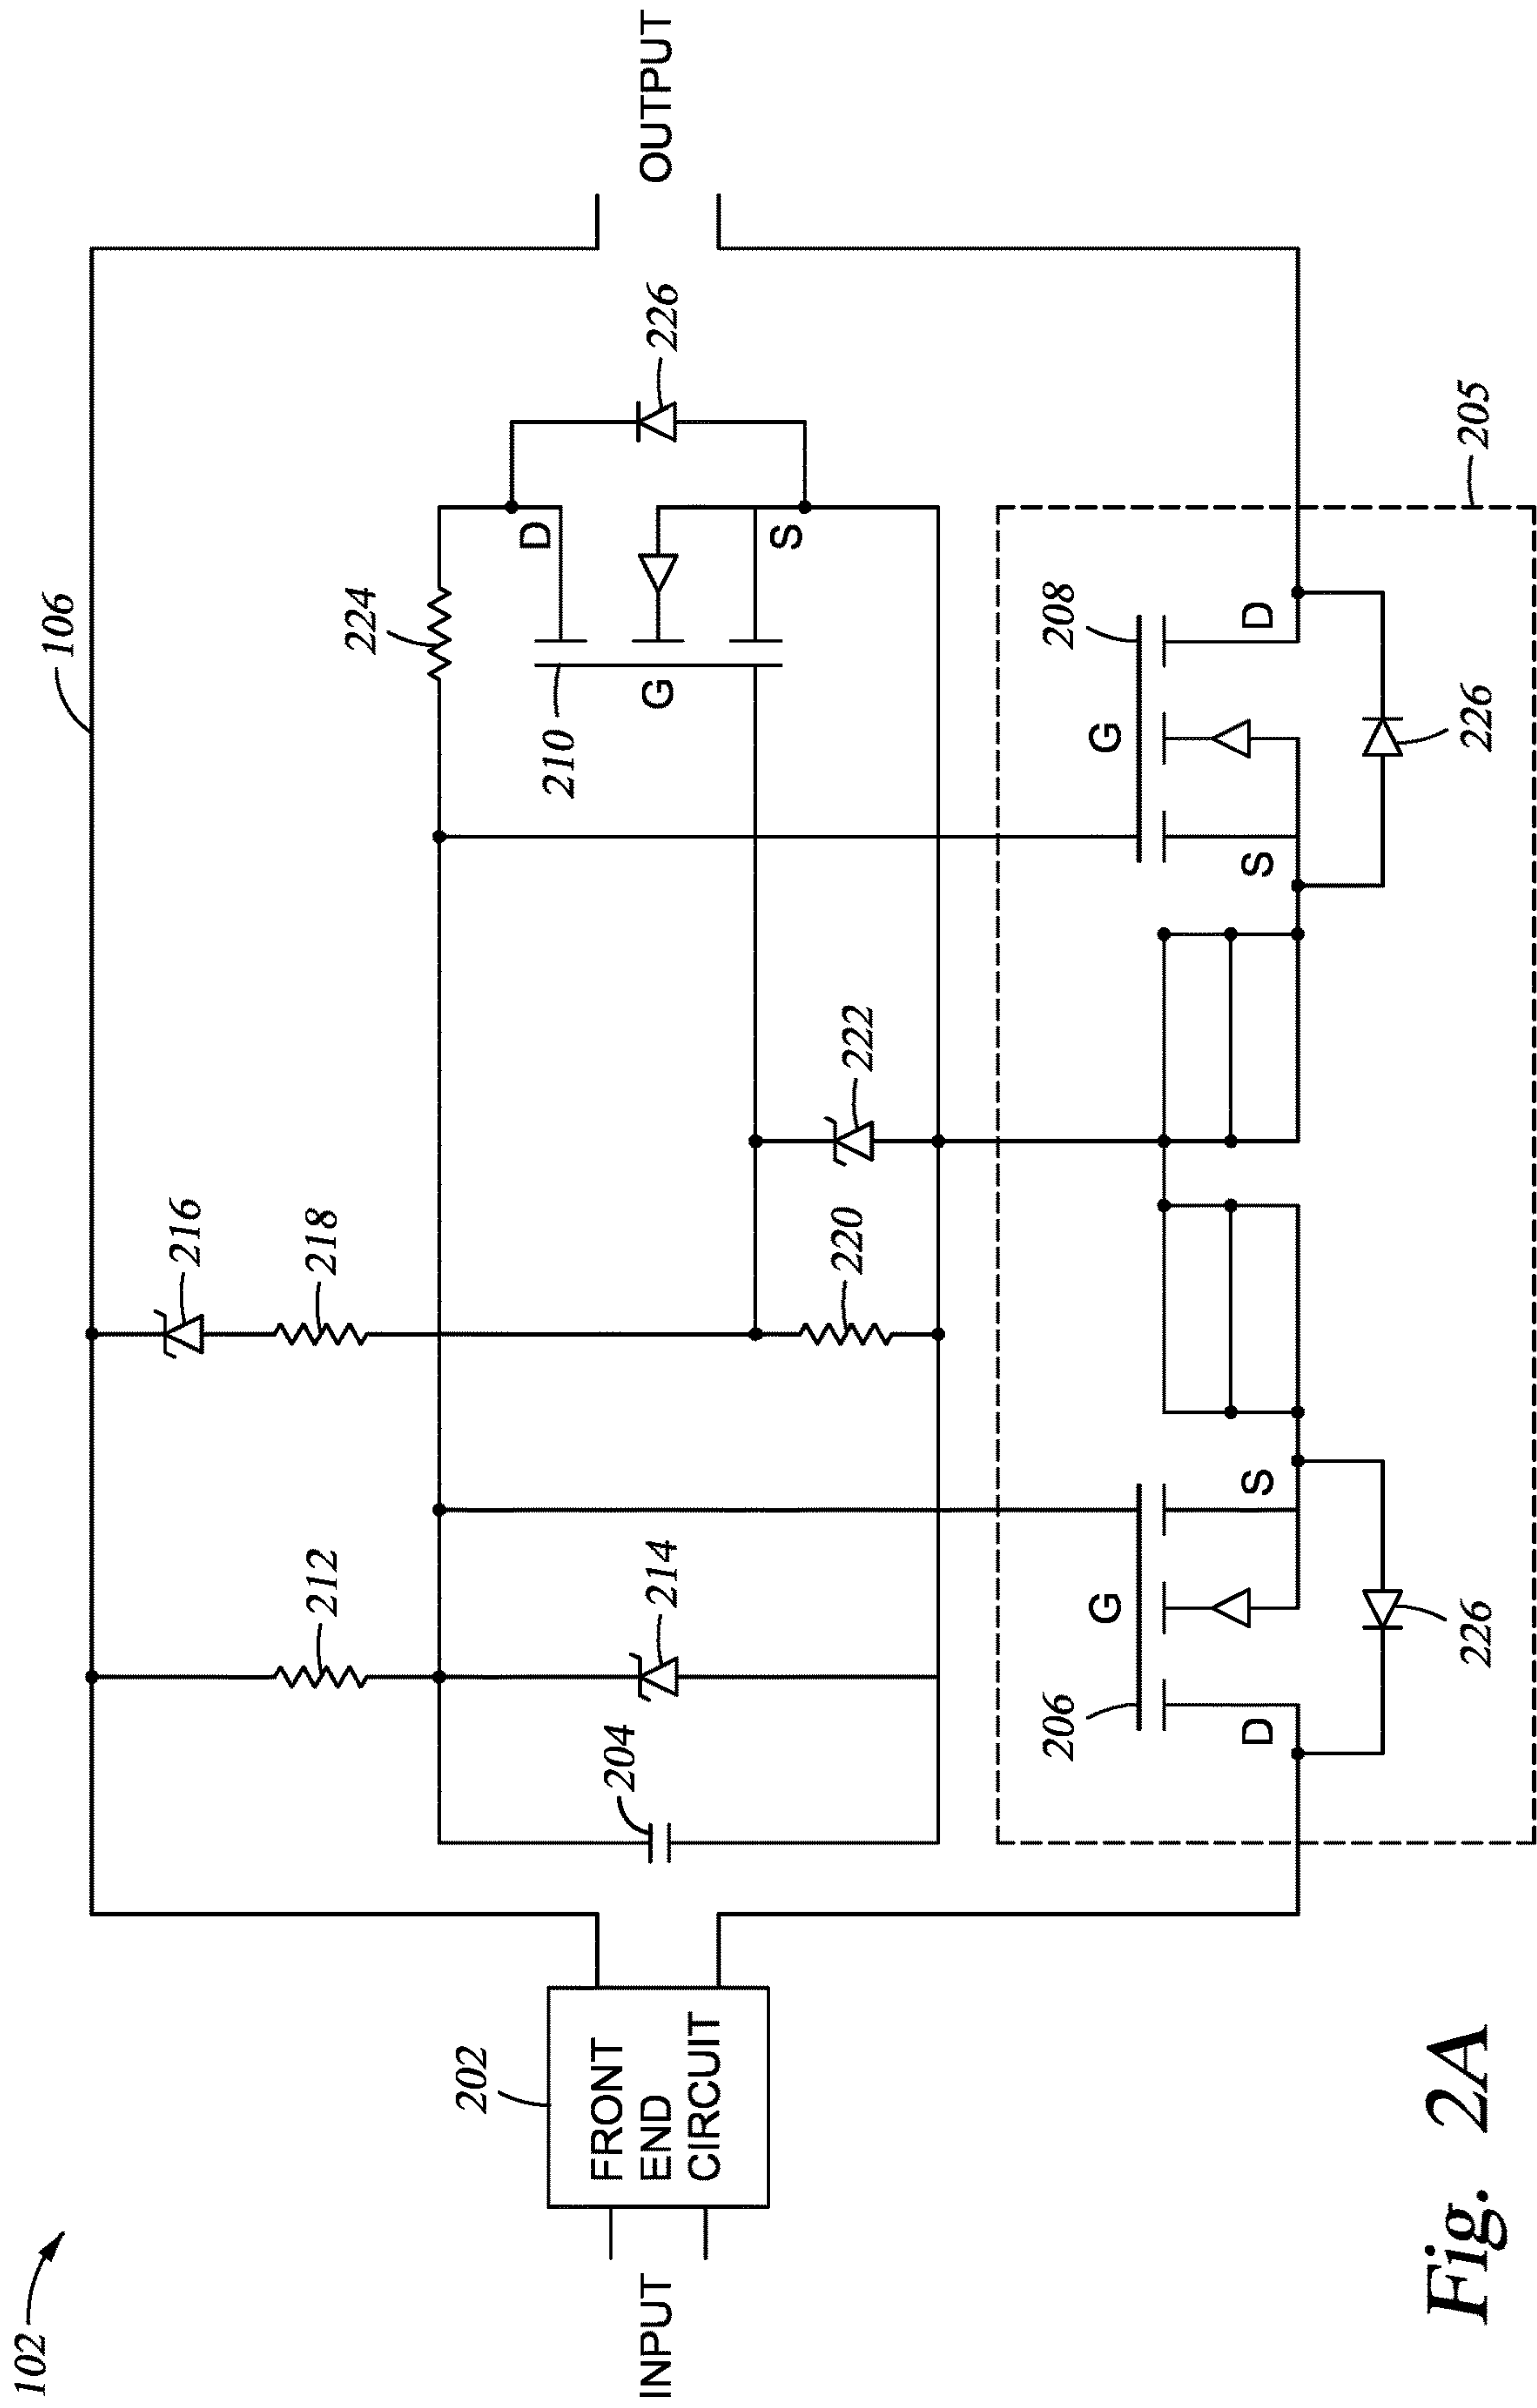 102
106
216
212
218
224
202
D
210
204
INPUT
FRONT
END
CIRCUIT
214
G
226
OUTPUT
S
220
222
206
G
208
G
D
S
S
D
226
226
205
Fig. 2A